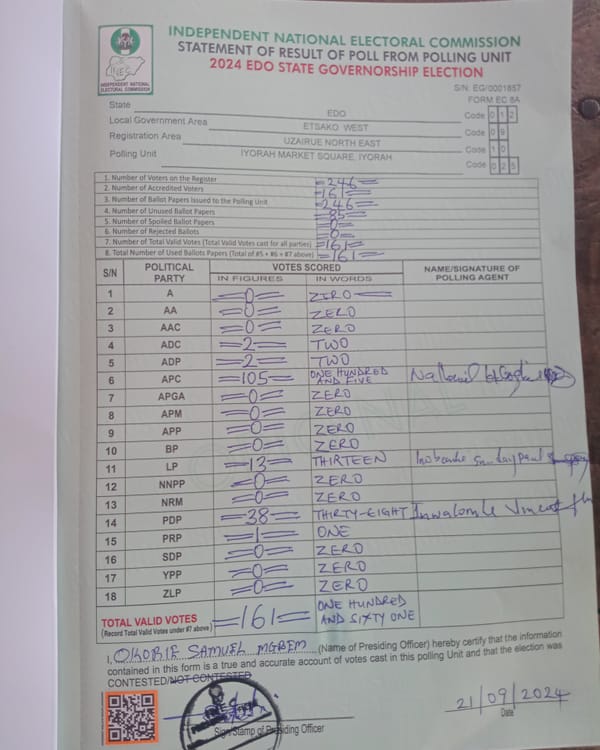 INEC
INDEPENDENT NATIONAL
ELECTORAL COMMISSION
INDEPENDENT NATIONAL ELECTORAL COMMISSION
STATEMENT OF RESULT OF POLL FROM POLLING UNIT
2024 EDO STATE GOVERNORSHIP ELECTION
S/N: EG/0001857
FORM EC 8A
State EDO Code 0 1 2
Local Government Area ETSAKO WEST Code 0 9
Registration Area UZAIRUE NORTH EAST Code 1 0
Polling Unit IYORAH MARKET SQUARE, IYORAH Code 0 2 5
1. Number of Voters on the Register =246=
2. Number of Accredited Voters =161=
3. Number of Ballot Papers Issued to the Polling Unit =246=
4. Number of Unused Ballot Papers =85=
5. Number of Spoiled Ballot Papers =0=
6. Number of Rejected Ballots =0=
7. Number of Total Valid Votes (Total Valid Votes cast for all parties) =161=
8. Total Number of Used Ballots Papers (Total of #5 + #6 + #7 above) =161=
S/N POLITICAL PARTY VOTES SCORED NAME/SIGNATURE OF POLLING AGENT
IN FIGURES IN WORDS
1 A =0= ZERO
2 AA =0= ZERO
3 AAC =0= ZERO
4 ADC =2= TWO
5 ADP =2= TWO
6 APC =105= ONE HUNDRED AND FIVE
7 APGA =0= ZERO
8 APM =0= ZERO
9 APP =0= ZERO
10 BP =0= ZERO
11 LP =13= THIRTEEN
12 NNPP =0= ZERO
13 NRM =0= ZERO
14 PDP =38= THIRTY-EIGHT
15 PRP =1= ONE
16 SDP =0= ZERO
17 YPP =0= ZERO
18 ZLP =0= ZERO
TOTAL VALID VOTES =161= ONE HUNDRED
(Record Total Valid Votes under #7 above) AND SIXTY ONE
I, OKORIE SAMUEL MGBEM (Name of Presiding Officer) hereby certify that the information
contained in this form is a true and accurate account of votes cast in this polling Unit and that the election was
CONTESTED/NOT CONTESTED
21/09/2024
Sign/Stamp of Presiding Officer Date